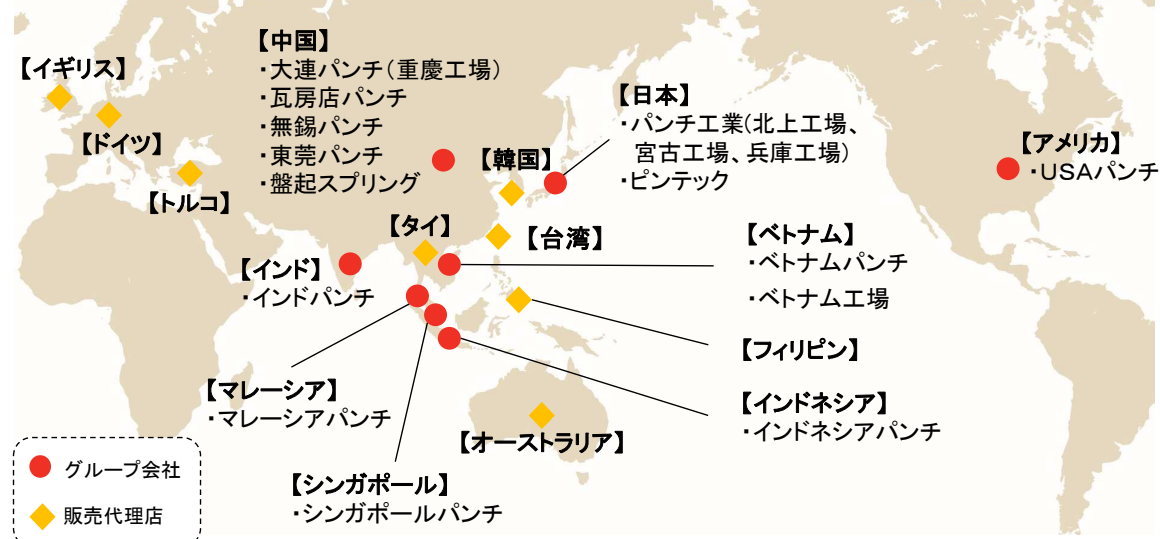 【イギリス】
【ドイツ】
【トルコ】
【中国】
・大連パンチ(重慶工場)
・瓦房店パンチ
・無錫パンチ
・東莞パンチ
・盤起スプリング
【韓国】
【日本】
・パンチ工業(北上工場、
宮古工場、兵庫工場)
・ピンテック
【アメリカ】
・USAパンチ
【タイ】
【台湾】
【インド】
・インドパンチ
【ベトナム】
・ベトナムパンチ
・ベトナム工場
【フィリピン】
【マレーシア】
・マレーシアパンチ
【インドネシア】
・インドネシアパンチ
【オーストラリア】
【シンガポール】
・シンガポールパンチ
グループ会社
販売代理店